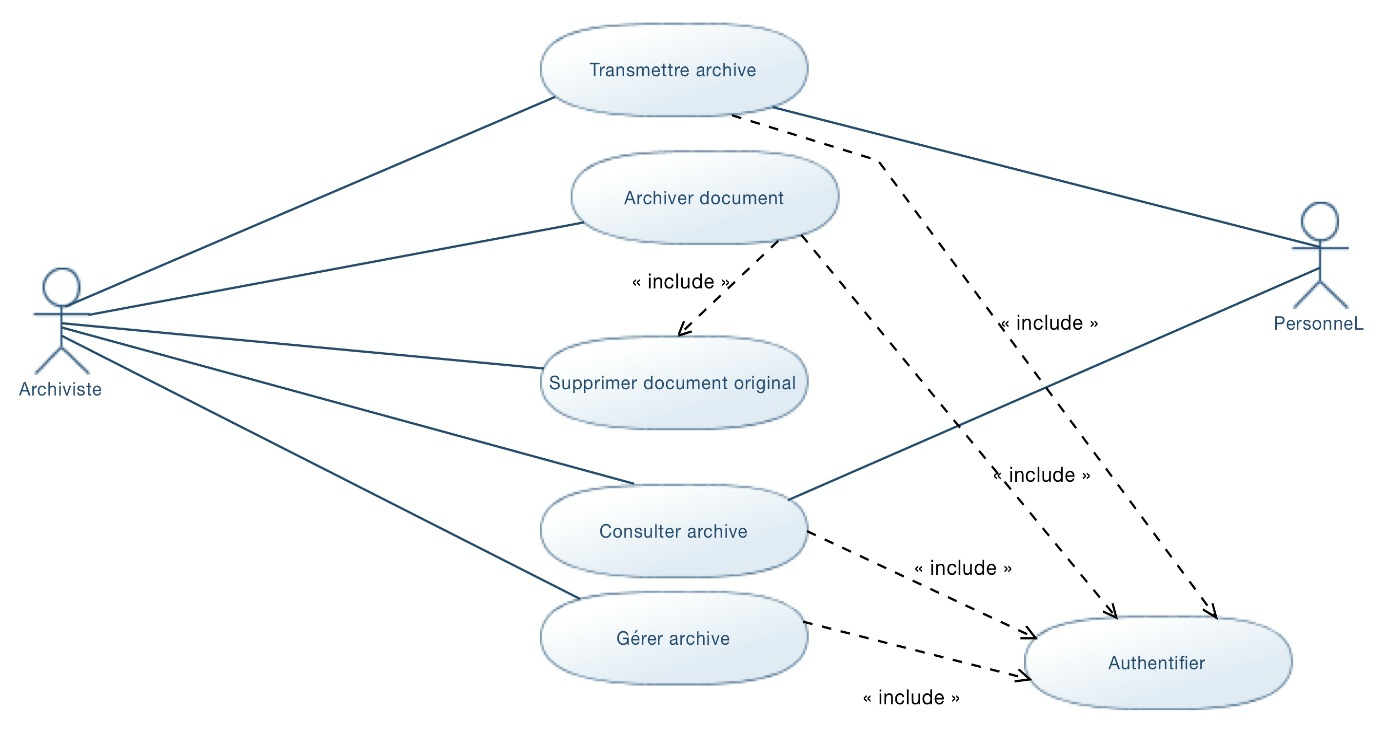 Transmettre archive
Archiver document
« include »
« include »
PersonneL
Archiviste
Supprimer document original
« include »
Consulter archive
« include »
Gérer archive
Authentifier
« include »